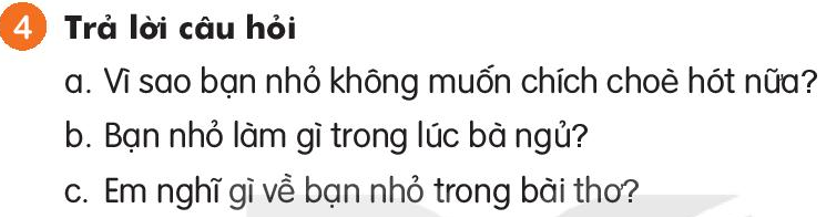 4 Trả lời câu hỏi
a. Vì sao bạn nhỏ không muốn chích choè hót nữa?
b. Bạn nhỏ làm gì trong lúc bà ngủ?
c. Em nghĩ gì về bạn nhỏ trong bài thơ?